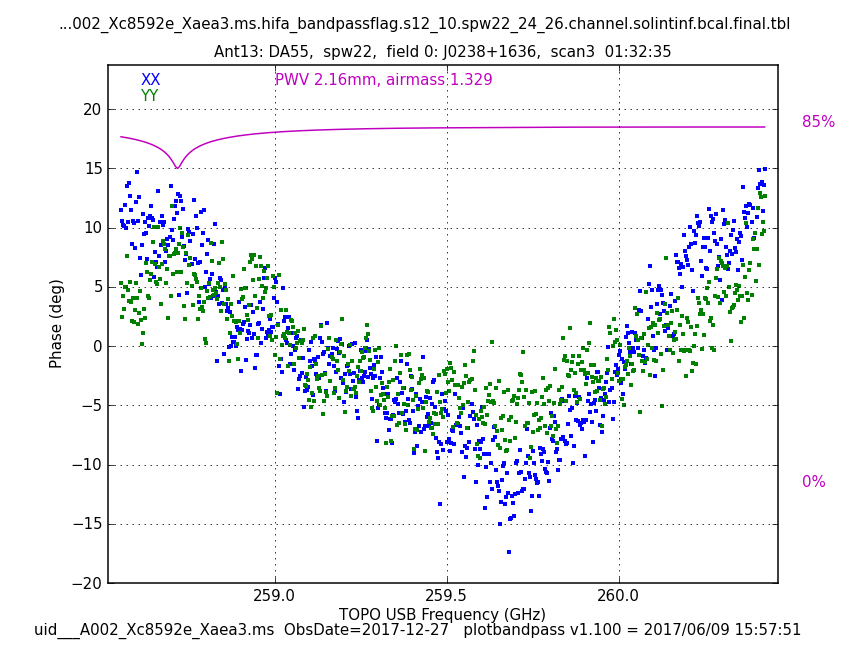 ...002_Xc8592e_Xaea3.ms.hifa_bandpassflag.s12_10.spw22_24_26.channel.solintinf.bcal.final.tbl
Ant13: DA55,  spw22,  field 0: J0238+1636,  scan3  01:32:35
XX
PWV 2.16mm, airmass 1.329
YY
20
85%
15
10
5
Phase (deg)
0
−5
−10
0%
−15
−20
259.0 259.5 260.0
TOPO USB Frequency (GHz)
uid___A002_Xc8592e_Xaea3.ms  ObsDate=2017-12-27   plotbandpass v1.100 = 2017/06/09 15:57:51